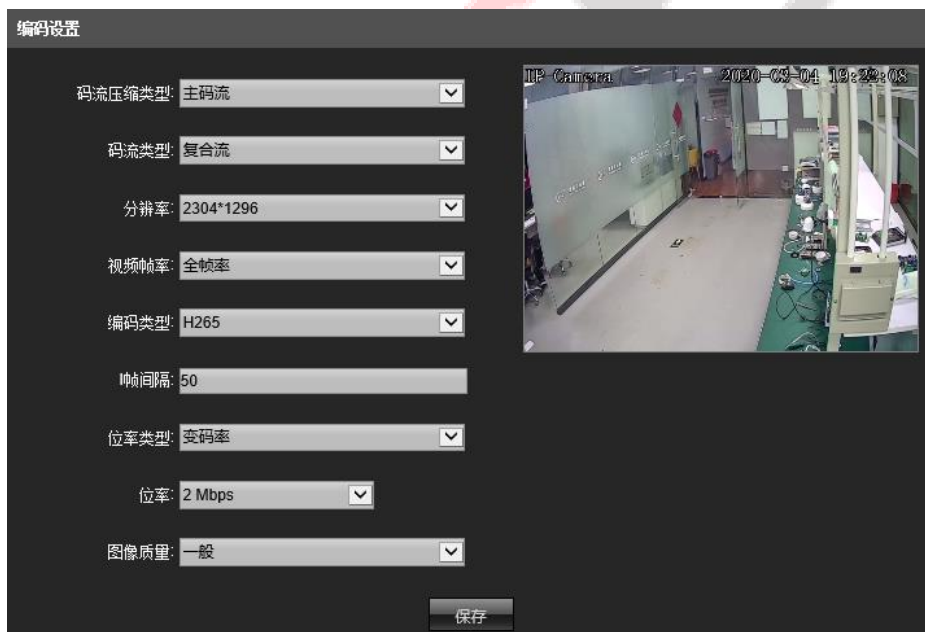 编码设置
IP Camera 2020-03-04 19:28:08
码流压缩类型: 主码流
码流类型: 复合流
分辨率: 2304*1296
视频帧率: 全帧率
编码类型: H265
I帧间隔: 50
位率类型: 变码率
位率: 2 Mbps
图像质量: 一般
保存